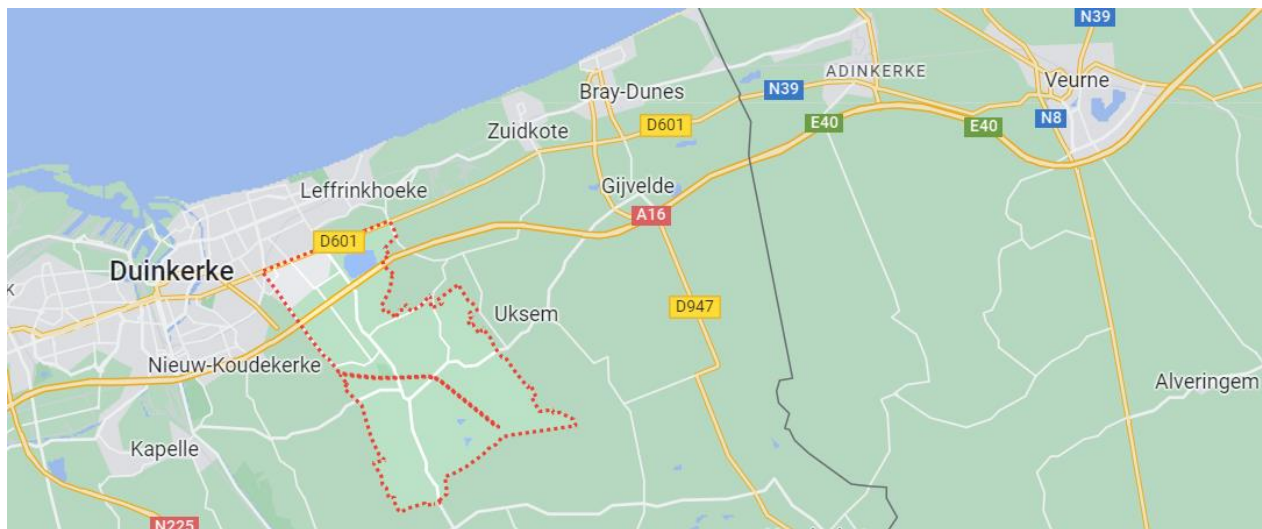 N39
ADINKERKE
Veurne
Bray-Dunes
N39
N8
E40
E40
Zuidkote
D601
Leffrinkhoeke
Gijvelde
A16
D601
Duinkerke
K
Uksem
D947
Nieuw-Koudekerke
Alveringem
Kapelle
N225